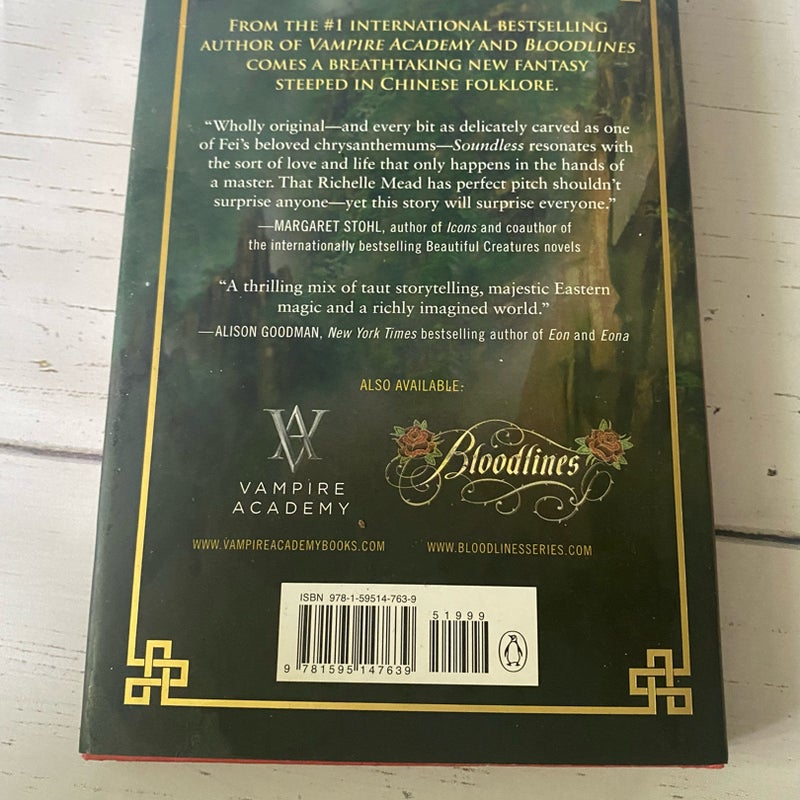 FROM THE #1 INTERNATIONAL BESTSELLING
AUTHOR OF VAMPIRE ACADEMY AND BLOODLINES
COMES A BREATHTAKING NEW FANTASY
STEEPED IN CHINESE FOLKLORE.
“Wholly original—and every bit as delicately carved as one
of Fei’s beloved chrysanthemums—Soundless resonates with
the sort of love and life that only happens in the hands of
a master. That Richelle Mead has perfect pitch shouldn’t
surprise anyone—yet this story will surprise everyone.”
—MARGARET STOHL, author of Icons and coauthor of
the internationally bestselling Beautiful Creatures novels
“A thrilling mix of taut storytelling, majestic Eastern
magic and a richly imagined world.”
—ALISON GOODMAN, New York Times bestselling author of Eon and Eona
ALSO AVAILABLE:
VA
VAMPIRE
ACADEMY
Bloodlines
WWW.VAMPIREACADEMYBOOKS.COM
WWW.BLOODLINESSERIES.COM
ISBN 978-1-59514-763-9
51999
9 781595 147639